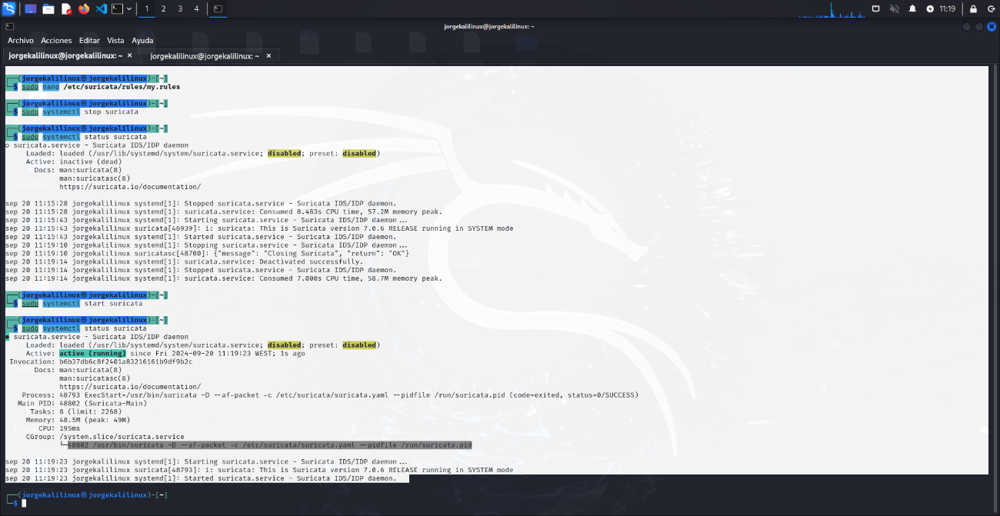 1 2 3 4 11:19
jorgekalilinux@jorgekalilinux: ~
Archivo Acciones Editar Vista Ayuda
jorgekalilinux@jorgekalilinux: ~ × jorgekalilinux@jorgekalilinux: ~ ×
┌──(jorgekalilinux㉿jorgekalilinux)-[~]
└─$ sudo nano /etc/suricata/rules/my.rules
┌──(jorgekalilinux㉿jorgekalilinux)-[~]
└─$ sudo systemctl stop suricata
┌──(jorgekalilinux㉿jorgekalilinux)-[~]
└─$ sudo systemctl status suricata
○ suricata.service - Suricata IDS/IDP daemon
Loaded: loaded (/usr/lib/systemd/system/suricata.service; disabled; preset: disabled)
Active: inactive (dead)
Docs: man:suricata(8)
man:suricatasc(8)
https://suricata.io/documentation/
sep 20 11:15:28 jorgekalilinux systemd[1]: Stopped suricata.service - Suricata IDS/IDP daemon.
sep 20 11:15:28 jorgekalilinux systemd[1]: suricata.service: Consumed 8.483s CPU time, 57.2M memory peak.
sep 20 11:15:43 jorgekalilinux systemd[1]: Starting suricata.service - Suricata IDS/IDP daemon...
sep 20 11:15:43 jorgekalilinux suricata[46939]: i: suricata: This is Suricata version 7.0.6 RELEASE running in SYSTEM mode
sep 20 11:15:43 jorgekalilinux systemd[1]: Started suricata.service - Suricata IDS/IDP daemon.
sep 20 11:19:10 jorgekalilinux systemd[1]: Stopping suricata.service - Suricata IDS/IDP daemon...
sep 20 11:19:10 jorgekalilinux suricatasc[48700]: {"message": "Closing Suricata", "return": "OK"}
sep 20 11:19:14 jorgekalilinux systemd[1]: suricata.service: Deactivated successfully.
sep 20 11:19:14 jorgekalilinux systemd[1]: Stopped suricata.service - Suricata IDS/IDP daemon.
sep 20 11:19:14 jorgekalilinux systemd[1]: suricata.service: Consumed 7.000s CPU time, 58.7M memory peak.
┌──(jorgekalilinux㉿jorgekalilinux)-[~]
└─$ sudo systemctl start suricata
┌──(jorgekalilinux㉿jorgekalilinux)-[~]
└─$ sudo systemctl status suricata
● suricata.service - Suricata IDS/IDP daemon
Loaded: loaded (/usr/lib/systemd/system/suricata.service; disabled; preset: disabled)
Active: active (running) since Fri 2024-09-20 11:19:23 WEST; 1s ago
Invocation: b6b37db6c8f2401a83216161b9df9b2c
Docs: man:suricata(8)
man:suricatasc(8)
https://suricata.io/documentation/
Process: 48793 ExecStart=/usr/bin/suricata -D --af-packet -c /etc/suricata/suricata.yaml --pidfile /run/suricata.pid (code=exited, status=0/SUCCESS)
Main PID: 48802 (Suricata-Main)
Tasks: 8 (limit: 2268)
Memory: 48.5M (peak: 49M)
CPU: 195ms
CGroup: /system.slice/suricata.service
└─48802 /usr/bin/suricata -D --af-packet -c /etc/suricata/suricata.yaml --pidfile /run/suricata.pid
sep 20 11:19:23 jorgekalilinux systemd[1]: Starting suricata.service - Suricata IDS/IDP daemon...
sep 20 11:19:23 jorgekalilinux suricata[48793]: i: suricata: This is Suricata version 7.0.6 RELEASE running in SYSTEM mode
sep 20 11:19:23 jorgekalilinux systemd[1]: Started suricata.service - Suricata IDS/IDP daemon.
┌──(jorgekalilinux㉿jorgekalilinux)-[~]
└─$